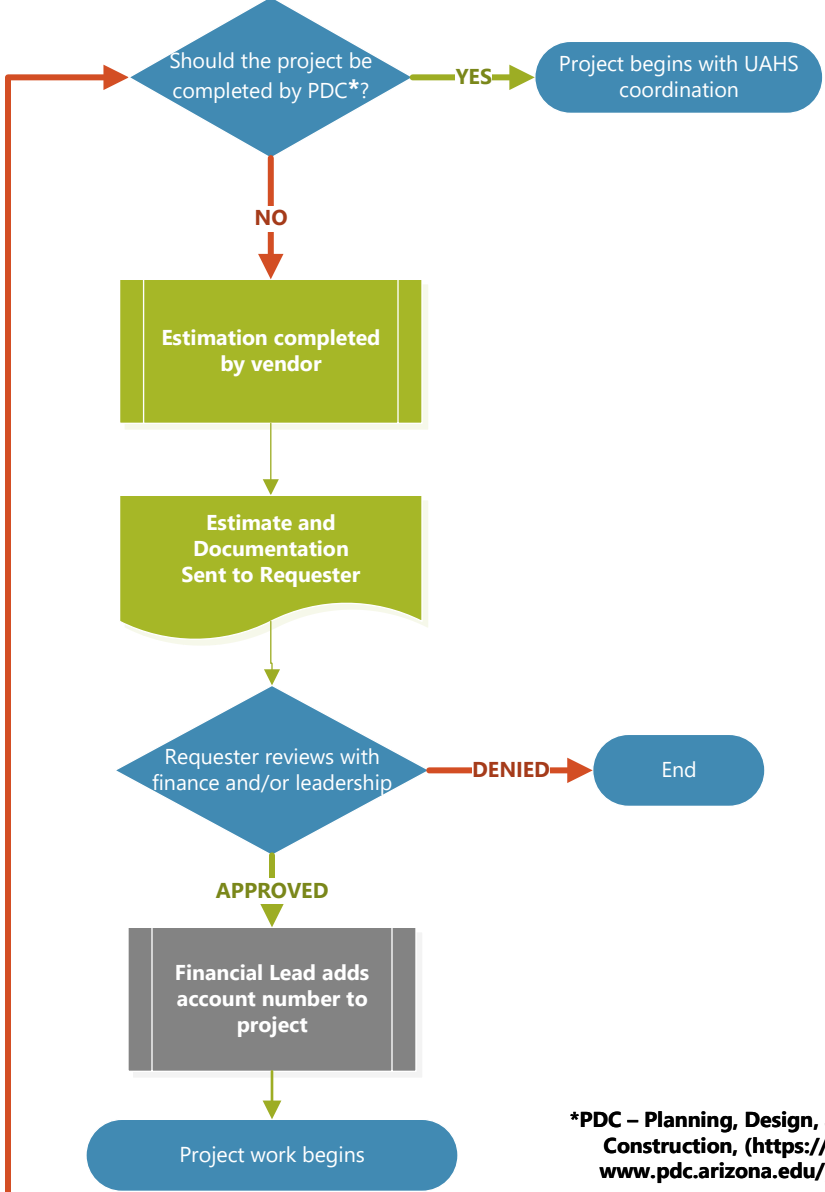 Should the project be
completed by PDC*?
YES
Project begins with UAHS
coordination
NO
Estimation completed
by vendor
Estimate and
Documentation
Sent to Requester
Requester reviews with
finance and/or leadership
DENIED
End
APPROVED
Financial Lead adds
account number to
project
Project work begins
*PDC – Planning, Design,
Construction, (https://
www.pdc.arizona.edu/